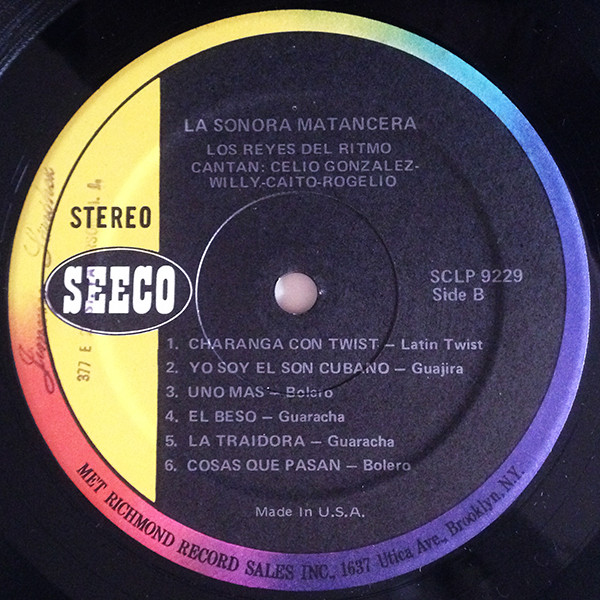 LA SONORA MATANCERA
LOS REYES DEL RITMO
CANTAN: CELIO GONZALEZ-
WILLY-CAITO-ROGELIO
STEREO
SEECO
SCLP 9229
Side B
1. CHARANGA CON TWIST — Latin Twist
2. YO SOY EL SON CUBANO — Guajira
3. UNO MAS — Bolero
4. EL BESO — Guaracha
5. LA TRAIDORA — Guaracha
6. COSAS QUE PASAN — Bolero
Made In U.S.A.
MET RICHMOND RECORD SALES INC., 1637 Utica Ave., Brooklyn, N.Y.
377 E